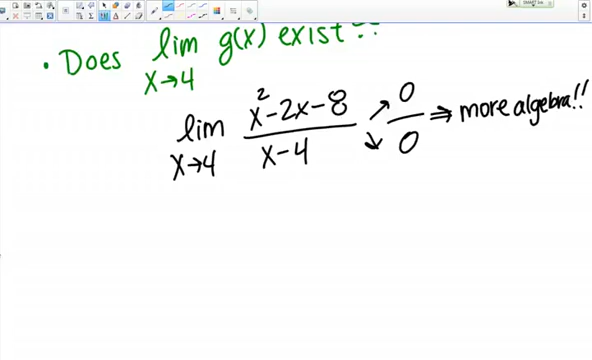 • Does lim g(x) exist??
x→4
lim x²-2x-8 / x-4 ↗ 0 / ↘ 0 ⇒ more algebra!!
x→4